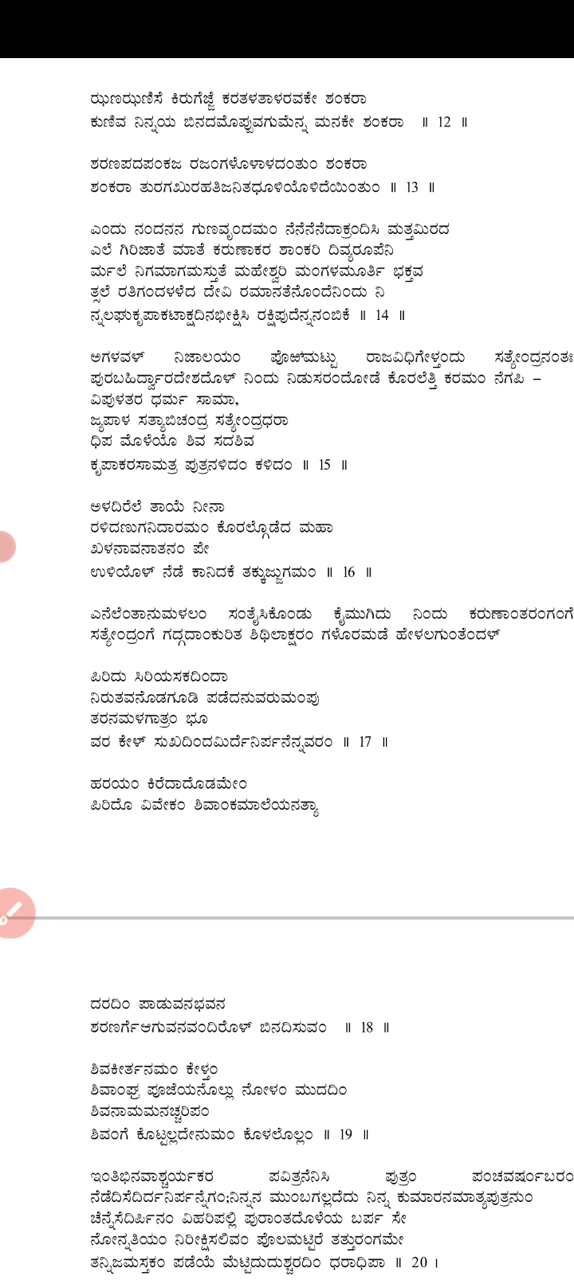 ಝಣಝಣಿಸೆ ಕಿರುಗೆಜ್ಜೆ ಕರತಳತಾಳರವಕೇ ಶಂಕರಾ
ಕುಣಿವ ನಿನ್ನಯ ಬಿನದಮೊಪ್ಪುವಗುಮೆನ್ನ ಮನಕೇ ಶಂಕರಾ ॥ 12 ॥
ಶರಣಪದಪಂಕಜ ರಜಂಗಳೊಳಾಳದಂತುಂ ಶಂಕರಾ
ಶಂಕರಾ ತುರಗಖುರಹತಿಜನಿತಧೂಳಿಯೊಳಿದೆಯಿಂತುಂ ॥ 13 ॥
ಎಂದು ನಂದನನ ಗುಣವೃಂದಮಂ ನೆನೆನೆನೆದಾಕ್ರಂದಿಸಿ ಮತ್ತಮಿರದ
ಎಲೆ ಗಿರಿಜಾತೆ ಮಾತೆ ಕರುಣಾಕರ ಶಾಂಕರಿ ದಿವ್ಯರೂಪೆನಿ
ರ್ಮಲೆ ನಿಗಮಾಗಮಸ್ತುತೆ ಮಹೇಶ್ವರಿ ಮಂಗಳಮೂರ್ತಿ ಭಕ್ತವ
ತ್ಸಲೆ ರತಿಗಂದಳಳೆದ ದೇವಿ ರಮಾನತೆನೊಂದೆನಿಂದು ನಿ
ನ್ನಲಘುಕೃಪಾಕಟಾಕ್ಷದಿನಭೀಕ್ಷಿಸಿ ರಕ್ಷಿಪುದೆನ್ನನಂಬಿಕೆ ॥ 14 ॥
ಅಗಳವಳ್ ನಿಜಾಲಯಂ ಪೊಱಮಟ್ಟು ರಾಜವಿಧಿಗೇಳ್ತಂದು ಸತ್ಯೇಂದ್ರನಂತಃ
ಪುರಬಹಿರ್ದ್ವಾರದೇಶದೊಳ್ ನಿಂದು ನಿಡುಸರಂದೋಡೆ ಕೊರಲೆತ್ತಿ ಕರಮಂ ನೆಗಪಿ –
ವಿಪುಳತರ ಧರ್ಮ ಸಾಮಾ,
ಜ್ಯಪಾಳ ಸತ್ಯಾಬಿಚಂದ್ರ ಸತ್ಯೇಂದ್ರಧರಾ
ಧಿಪ ಮೊಳೆಯೊ ಶಿವ ಸದಶಿವ
ಕೃಪಾಕರಸಾಮತ್ರ ಪುತ್ರನಳಿದಂ ಕಳಿದಂ ॥ 15 ॥
ಅಳದಿರೆಲೆ ತಾಯೆ ನೀನಾ
ರಳಿದಣುಗನಿದಾರಮಂ ಕೊರಲ್ಗೊಡೆದ ಮಹಾ
ಖಳನಾವನಾತನಂ ಪೇ
ಉಳಿಯೊಳ್ ನೆಡೆ ಕಾನಿದಕೆ ತಕ್ಕುಜ್ಜುಗಮಂ ॥ 16 ॥
ಎನೆಲೆಂತಾನುಮಳಲಂ ಸಂತೈಸಿಕೊಂಡು ಕೈಮುಗಿದು ನಿಂದು ಕರುಣಾಂತರಂಗಂಗೆ
ಸತ್ಯೇಂದ್ರಂಗೆ ಗದ್ಗದಾಂಕುರಿತ ಶಿಥಿಲಾಕ್ಷರಂ ಗಳೊರಮಡೆ ಹೇಳಲಗುಂತೆಂದಳ್
ಪಿರಿದು ಸಿರಿಯಸಕದಿಂದಾ
ನಿರುತವನೊಡಗೂಡಿ ಪಡೆದನುವರುಮಂಪು
ತರನಮಳಗಾತ್ರಂ ಭೂ
ವರ ಕೇಳ್ ಸುಖದಿಂದಮಿರ್ದೆನಿರ್ಪನೆನ್ನವರಂ ॥ 17 ॥
ಹರಯಂ ಕಿರೆದಾದೊಡಮೇಂ
ಪಿರಿದೊ ವಿವೇಕಂ ಶಿವಾಂಕಮಾಲೆಯನತ್ಯಾ
ದರದಿಂ ಪಾಡುವನಭವನ
ಶರಣರ್ಗೆಆಗುವನವಂದಿರೊಳ್ ಬಿನದಿಸುವಂ ॥ 18 ॥
ಶಿವಕೀರ್ತನಮಂ ಕೇಳ್ತಂ
ಶಿವಾಂಘ್ರ ಪೂಜೆಯನೊಲ್ದು ನೋಳಂ ಮುದದಿಂ
ಶಿವನಾಮಮನಚ್ಚರಿಪಂ
ಶಿವಂಗೆ ಕೊಟ್ಟಲ್ಲದೇನುಮಂ ಕೊಳಲೊಲ್ಲಂ ॥ 19 ॥
ಇಂತಿಭಿನವಾಶ್ಚರ್ಯಕರ ಪವಿತ್ರನೆನಿಸಿ ಪುತ್ರಂ ಪಂಚವರ್ಷಂಬರಂ
ನೆಡೆದಿಸೆದಿರ್ದನಿರ್ಪನ್ನೆಗಂ;ನಿನ್ನನ ಮುಂಬಗಲ್ಲದೆದು ನಿನ್ನ ಕುಮಾರನಮಾತ್ಯಪುತ್ರನುಂ
ಚೆನ್ನೆಸೆದಿರ್ಪಿನಂ ವಿಹರಿಪಲ್ಲಿ ಪುರಾಂತದೊಳೆಯ ಬರ್ಪ ಸೇ
ನೋನ್ನತಿಯಂ ನಿರೀಕ್ಷಿಸಲಿವಂ ಪೊಲಮಟ್ಟಿರೆ ತತ್ತುರಂಗಮೇ
ತನ್ನಿಜಮಸ್ತಕಂ ಪಡೆಯೆ ಮೆಟ್ಟಿದುದುಶ್ಚರದಿಂ ಧರಾಧಿಪಾ ॥ 20 ।